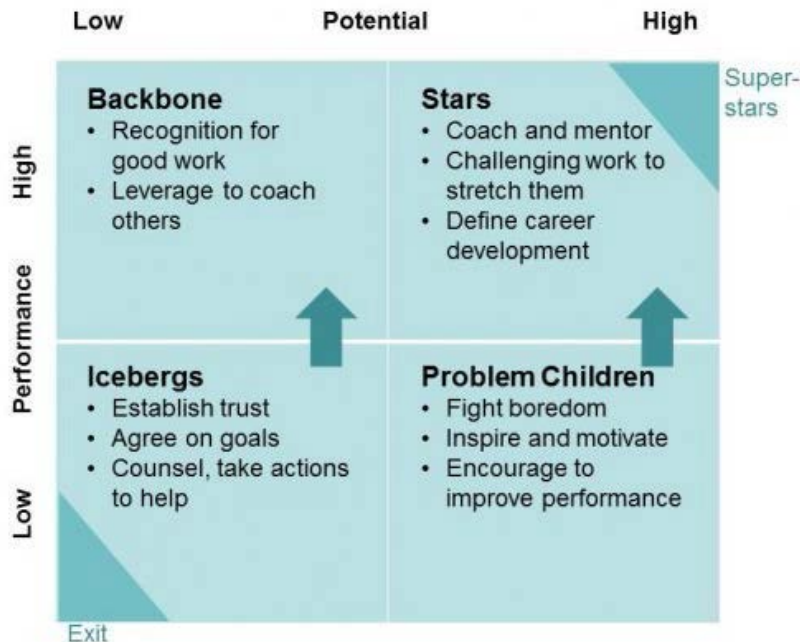 Low Potential High
Super-
stars
Backbone
• Recognition for
good work
• Leverage to coach
others
Stars
• Coach and mentor
• Challenging work to
stretch them
• Define career
development
High
Performance
Low
Icebergs
• Establish trust
• Agree on goals
• Counsel, take actions
to help
Problem Children
• Fight boredom
• Inspire and motivate
• Encourage to
improve performance
Exit